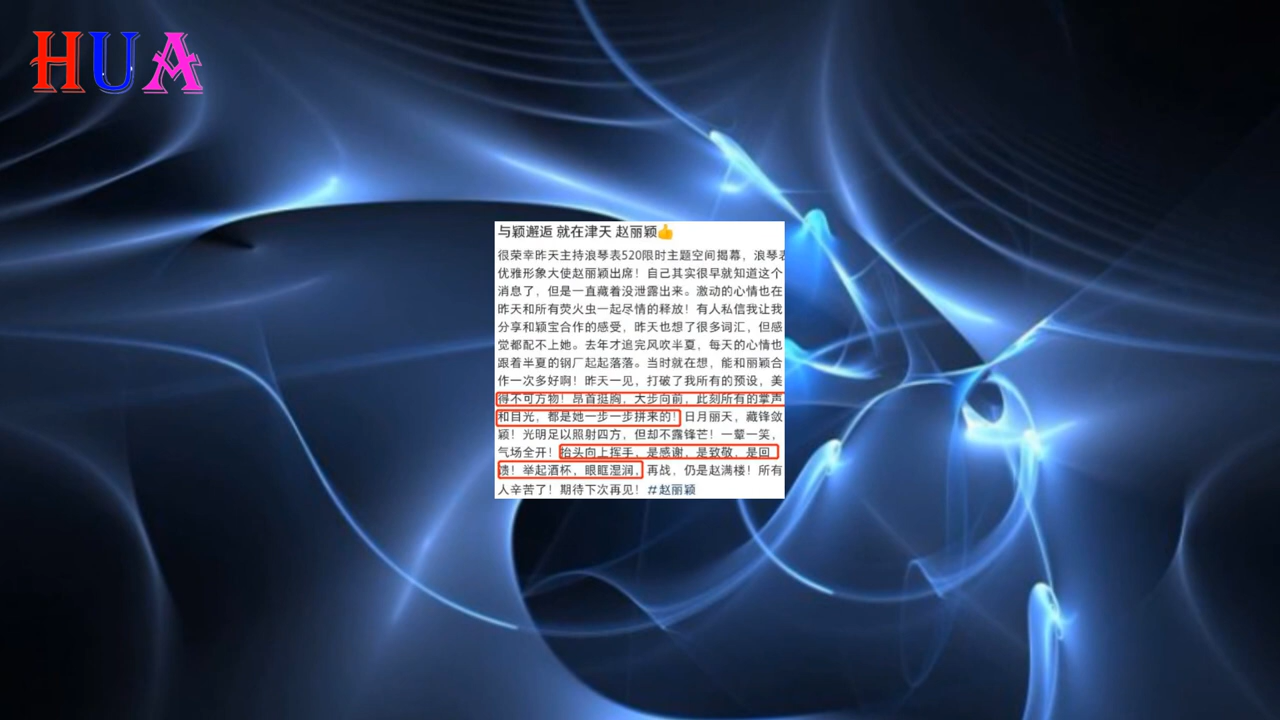 HUA
与颖邂逅 就在津天 赵丽颖👍
很荣幸昨天主持浪琴表520限时主题空间揭幕，浪琴表
优雅形象大使赵丽颖出席！自己其实很早就知道这个
消息了，但是一直藏着没泄露出来。激动的心情也在
昨天和所有荧火虫一起尽情的释放！有人私信我让我
分享和颖宝合作的感受，昨天也想了很多词汇，但感
觉都配不上她。去年才追完风吹半夏，每天的心情也
跟着半夏的钢厂起起落落。当时就在想，能和丽颖合
作一次多好啊！昨天一见，打破了我所有的预设，美
得不可方物！昂首挺胸，大步向前，此刻所有的掌声
和目光，都是她一步一步拼来的！日月丽天，藏锋敛
颖！光明足以照射四方，但却不露锋芒！一颦一笑，
气场全开！抬头向上挥手，是感谢，是致敬，是回
馈！举起酒杯，眼眶湿润，再战，仍是赵满楼！所有
人辛苦了！期待下次再见！#赵丽颖